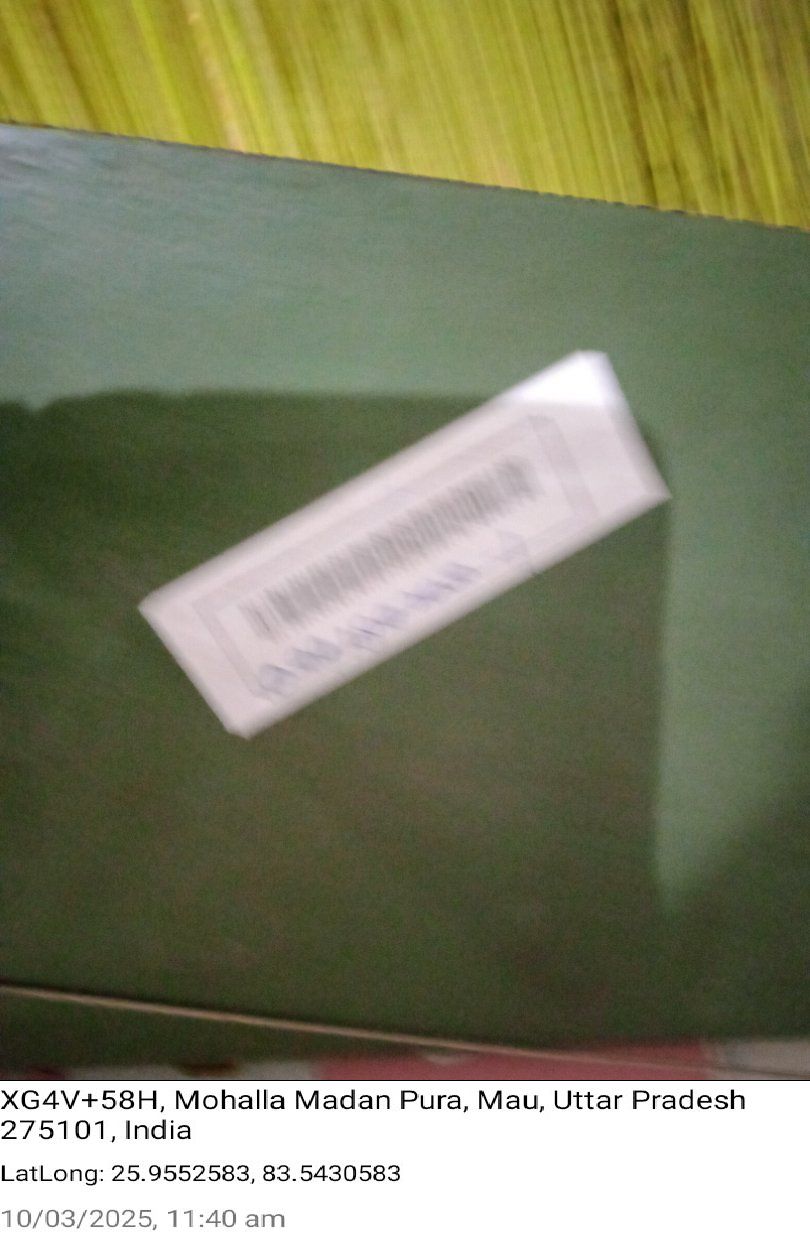 XG4V+58H, Mohalla Madan Pura, Mau, Uttar Pradesh
275101, India
LatLong: 25.9552583, 83.5430583
10/03/2025, 11:40 am